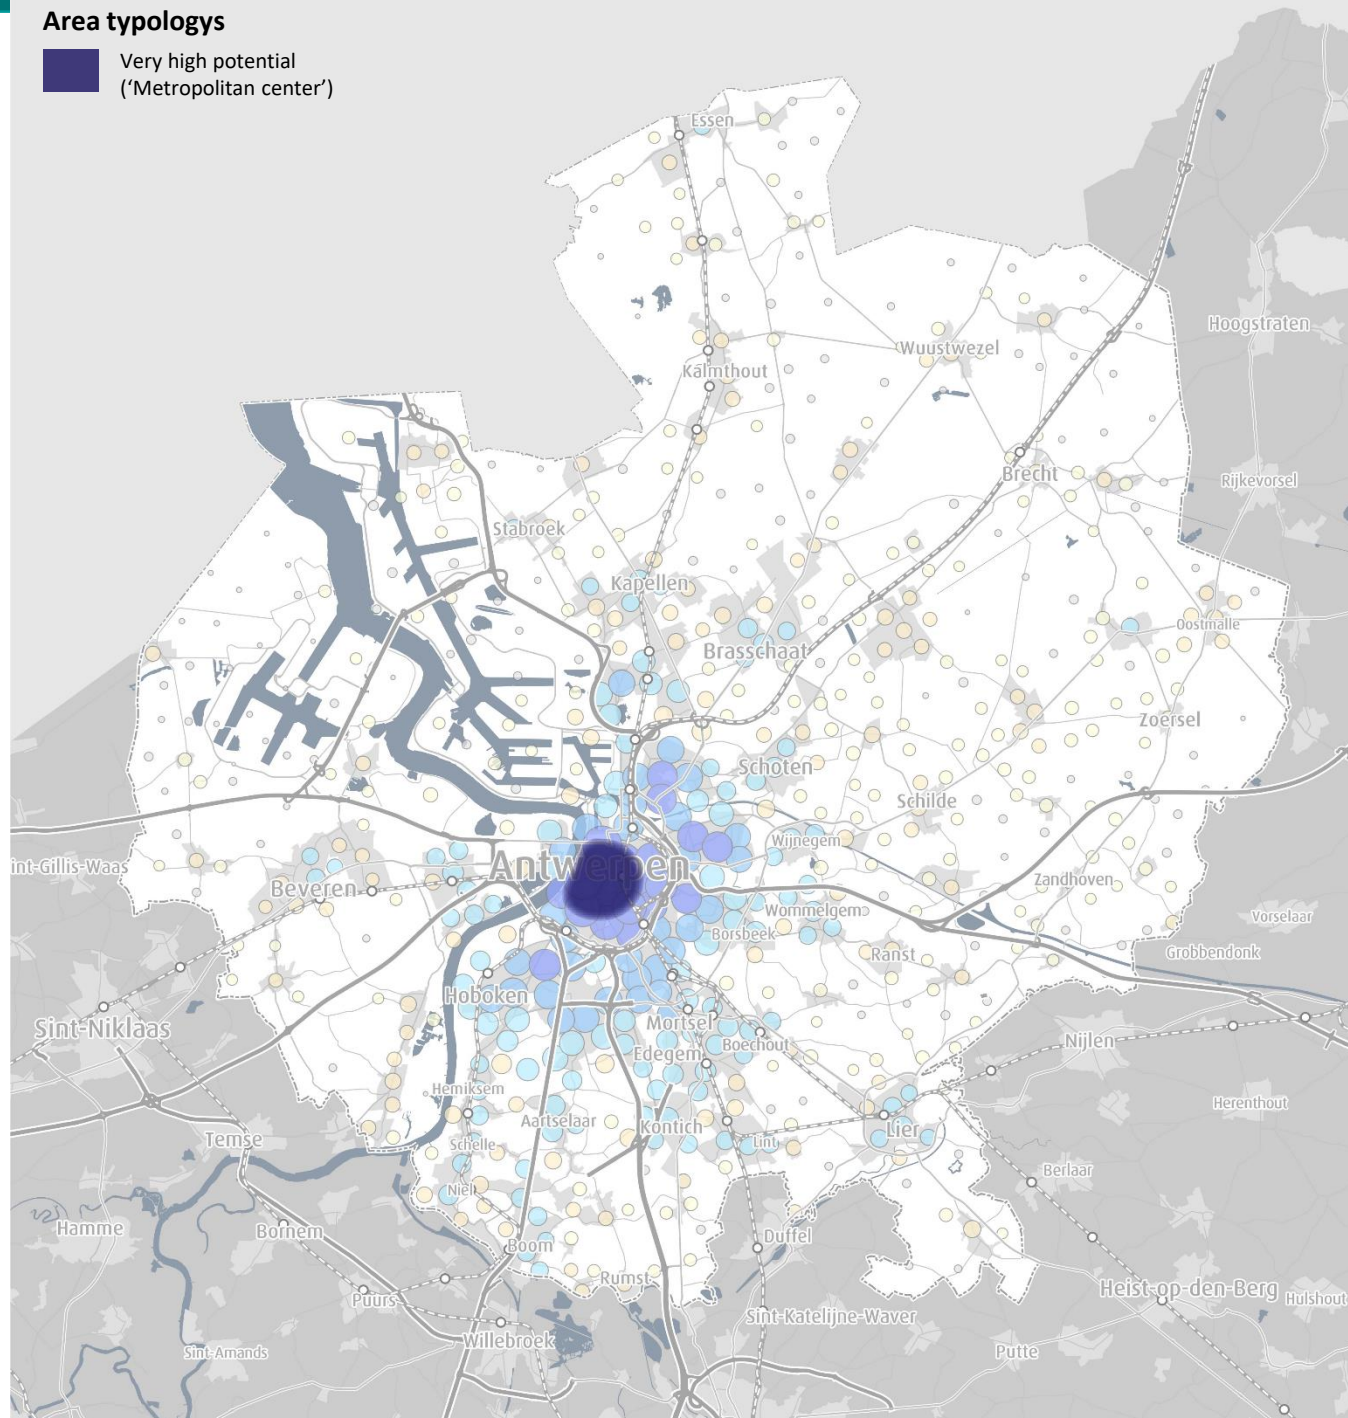 Area typologys
Very high potential
(‘Metropolitan center’)
Essen
Hoogstraten
Wuustwezel
Kalmthout
Brecht
Rijkevorsel
Stabroek
Kapellen
Oostmalle
Brasschaat
Zoersel
Schoten
Schilde
Wijnegem
int-Gillis-Waas
Antwerpen
Zandhoven
Beveren
Wommelgem
Vorselaar
Borsbeek
Ranst
Grobbendonk
Hoboken
Sint-Niklaas
Mortsel
Nijlen
Edegem
Boechout
Hemiksem
Herenthout
Aartselaar
Kontich
Lier
Temse
Schelle
Lint
Berlaar
Niel
Hamme
Bornem
Duffel
Boom
Rumst
Heist-op-den-Berg
Hulshout
Puurs
Sint-Katelijne-Waver
Willebroek
Sint-Amands
Putte